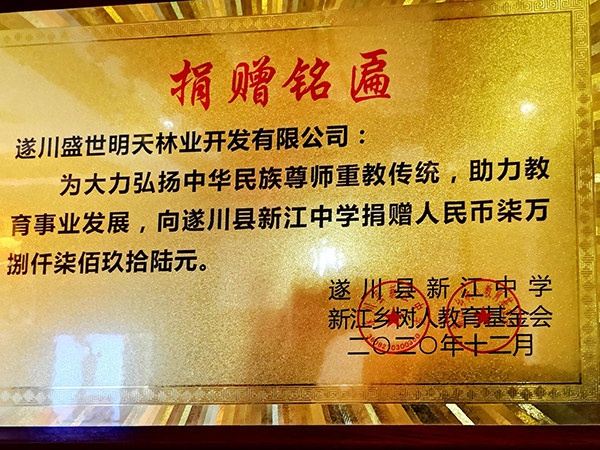 捐赠铭匾
遂川盛世明天林业开发有限公司：
为大力弘扬中华民族尊师重教传统，助力教
育事业发展，向遂川县新江中学捐赠人民币柒万
捌仟柒佰玖拾陆元。
遂川县新江中学
新江乡树人教育基金会
二〇二〇年十二月